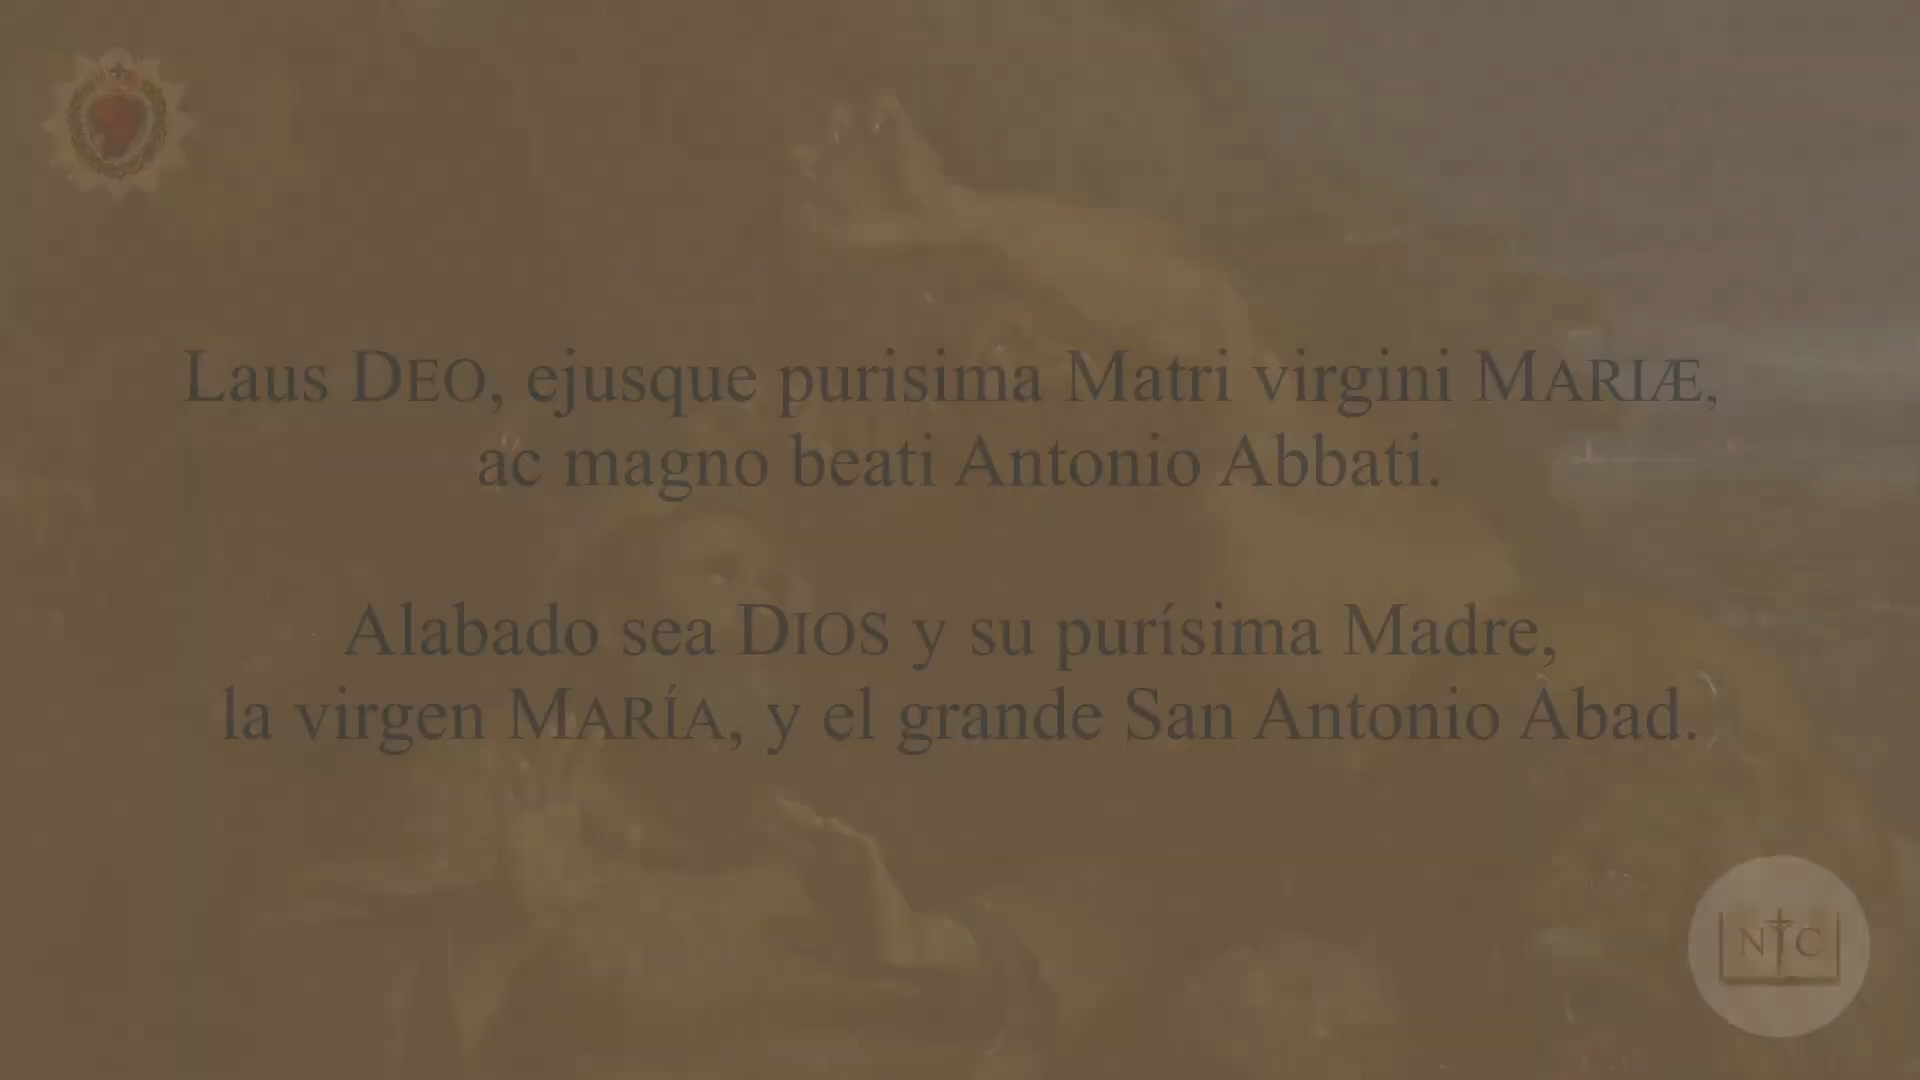 Laus DEO, ejusque purisima Matri virgini MARIÆ,
ac magno beati Antonio Abbati.
Alabado sea DIOS y su purísima Madre,
la virgen MARÍA, y el grande San Antonio Abad.
N C